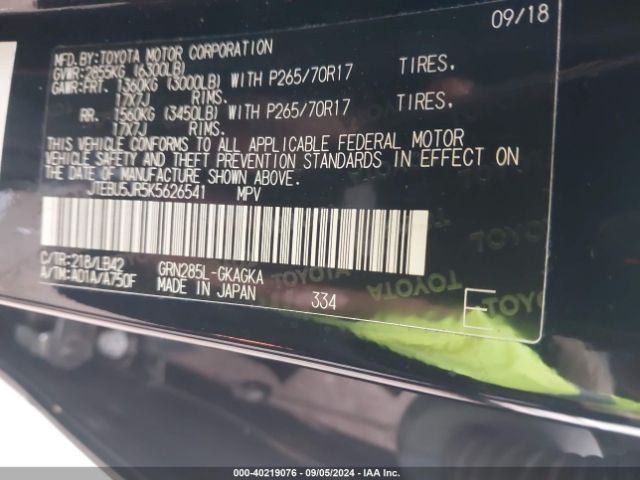 09/18
MFD. BY: TOYOTA MOTOR CORPORATION
GVWR: 2855KG (6300LB)
GAWR: FRT. 1360KG (3000LB) WITH P265/70R17 TIRES,
17X7J RIMS.
RR. 1560KG (3450LB) WITH P265/70R17 TIRES,
17X7J RIMS.
THIS VEHICLE CONFORMS TO ALL APPLICABLE FEDERAL MOTOR
VEHICLE SAFETY AND THEFT PREVENTION STANDARDS IN EFFECT ON
THE DATE OF MANUFACTURE SHOWN ABOVE.
JTEBU5JR5K5626541 MPV
C/TR: 218/LB42 GRN285L-GKAGKA
A/TM: A01A/A750F MADE IN JAPAN 334
TOYOTA TOYOTA
000-40219076 - 09/05/2024 - IAA Inc.